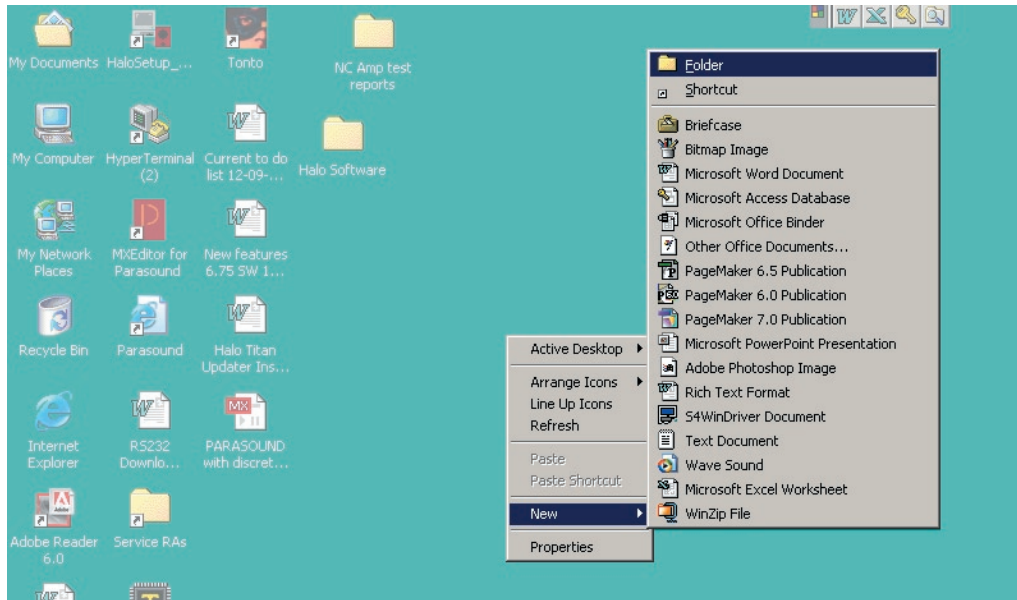 My Documents
HaloSetup_...
Tonto
NC Amp test
reports
My Computer
HyperTerminal
(2)
Current to do
list 12-09-...
Halo Software
My Network
Places
MXEditor for
Parasound
New features
6.75 SW 1...
Recycle Bin
Parasound
Halo Titan
Updater Ins...
Internet
Explorer
RS232
Downlo...
MX
PARASOUND
with discret...
Adobe Reader
6.0
Service RAs
Active Desktop
Arrange Icons
Line Up Icons
Refresh
Paste
Paste Shortcut
New
Properties
Folder
Shortcut
Briefcase
Bitmap Image
Microsoft Word Document
Microsoft Access Database
Microsoft Office Binder
Other Office Documents...
PageMaker 6.5 Publication
PageMaker 6.0 Publication
PageMaker 7.0 Publication
Microsoft PowerPoint Presentation
Adobe Photoshop Image
Rich Text Format
S4WinDriver Document
Text Document
Wave Sound
Microsoft Excel Worksheet
WinZip File